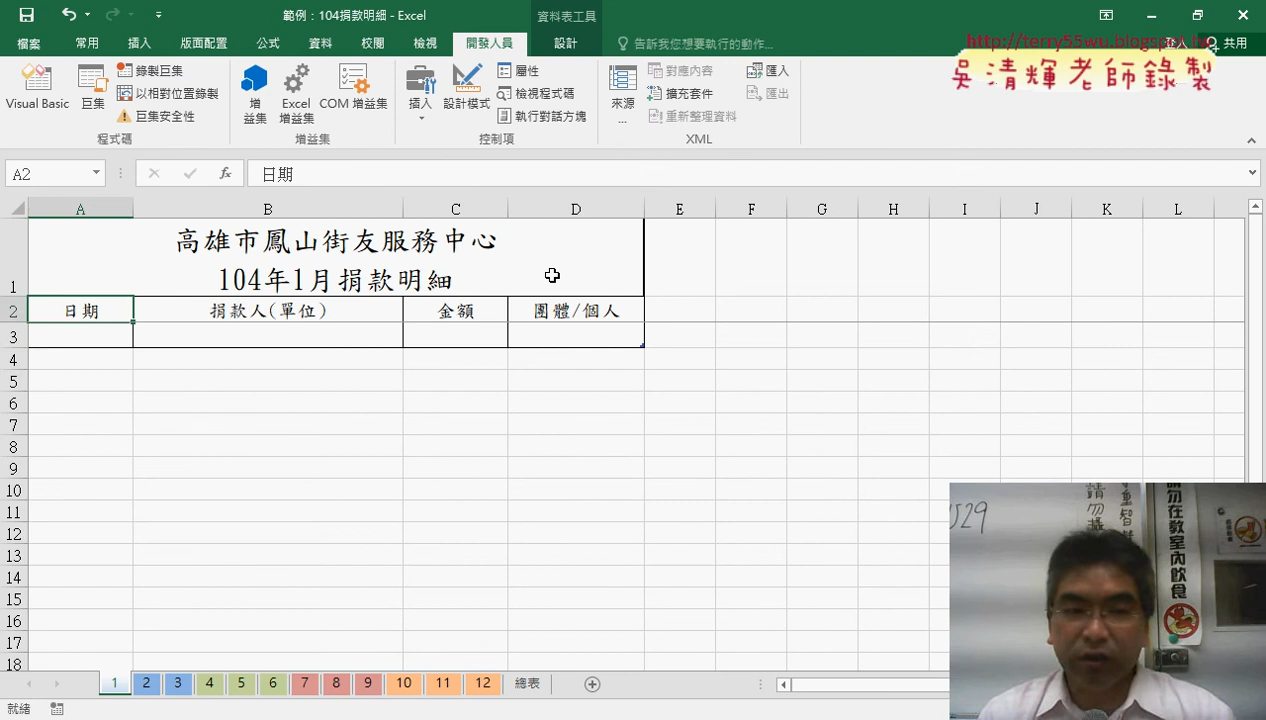 範例：104捐款明細 - Excel
資料表工具
檔案 常用 插入 版面配置 公式 資料 校閱 檢視 開發人員 設計 告訴我您想要執行的動作... 登入 共用
http://terry55wu.blogspot.tw
吳清輝老師錄製
Visual Basic 巨集 錄製巨集 以相對位置錄製 巨集安全性
程式碼
增益集 Excel 增益集 COM 增益集
增益集
插入 設計模式 屬性 檢視程式碼 執行對話方塊
控制項
來源... 對應內容 擴充套件 重新整理資料 匯入 匯出
XML
A2 fx 日期
A B C D E F G H I J K L
1 高雄市鳳山街友服務中心
104年1月捐款明細
2 日期 捐款人(單位) 金額 團體/個人
3
4
5
6
7
8
9
10
11
12
13
14
15
16
17
18
1529
請勿
重智
請勿在教室內飲食
1 2 3 4 5 6 7 8 9 10 11 12 總表
就緒